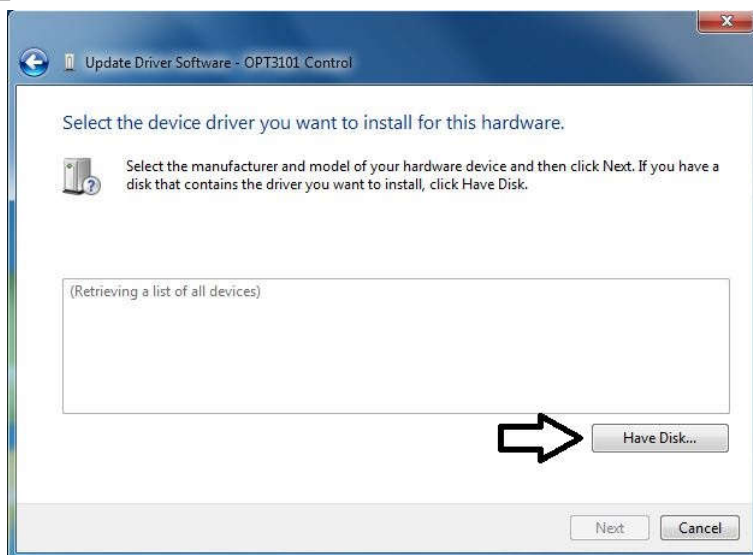 Update Driver Software - OPT3101 Control
Select the device driver you want to install for this hardware.
Select the manufacturer and model of your hardware device and then click Next. If you have a
disk that contains the driver you want to install, click Have Disk.
(Retrieving a list of all devices)
Have Disk...
Next
Cancel